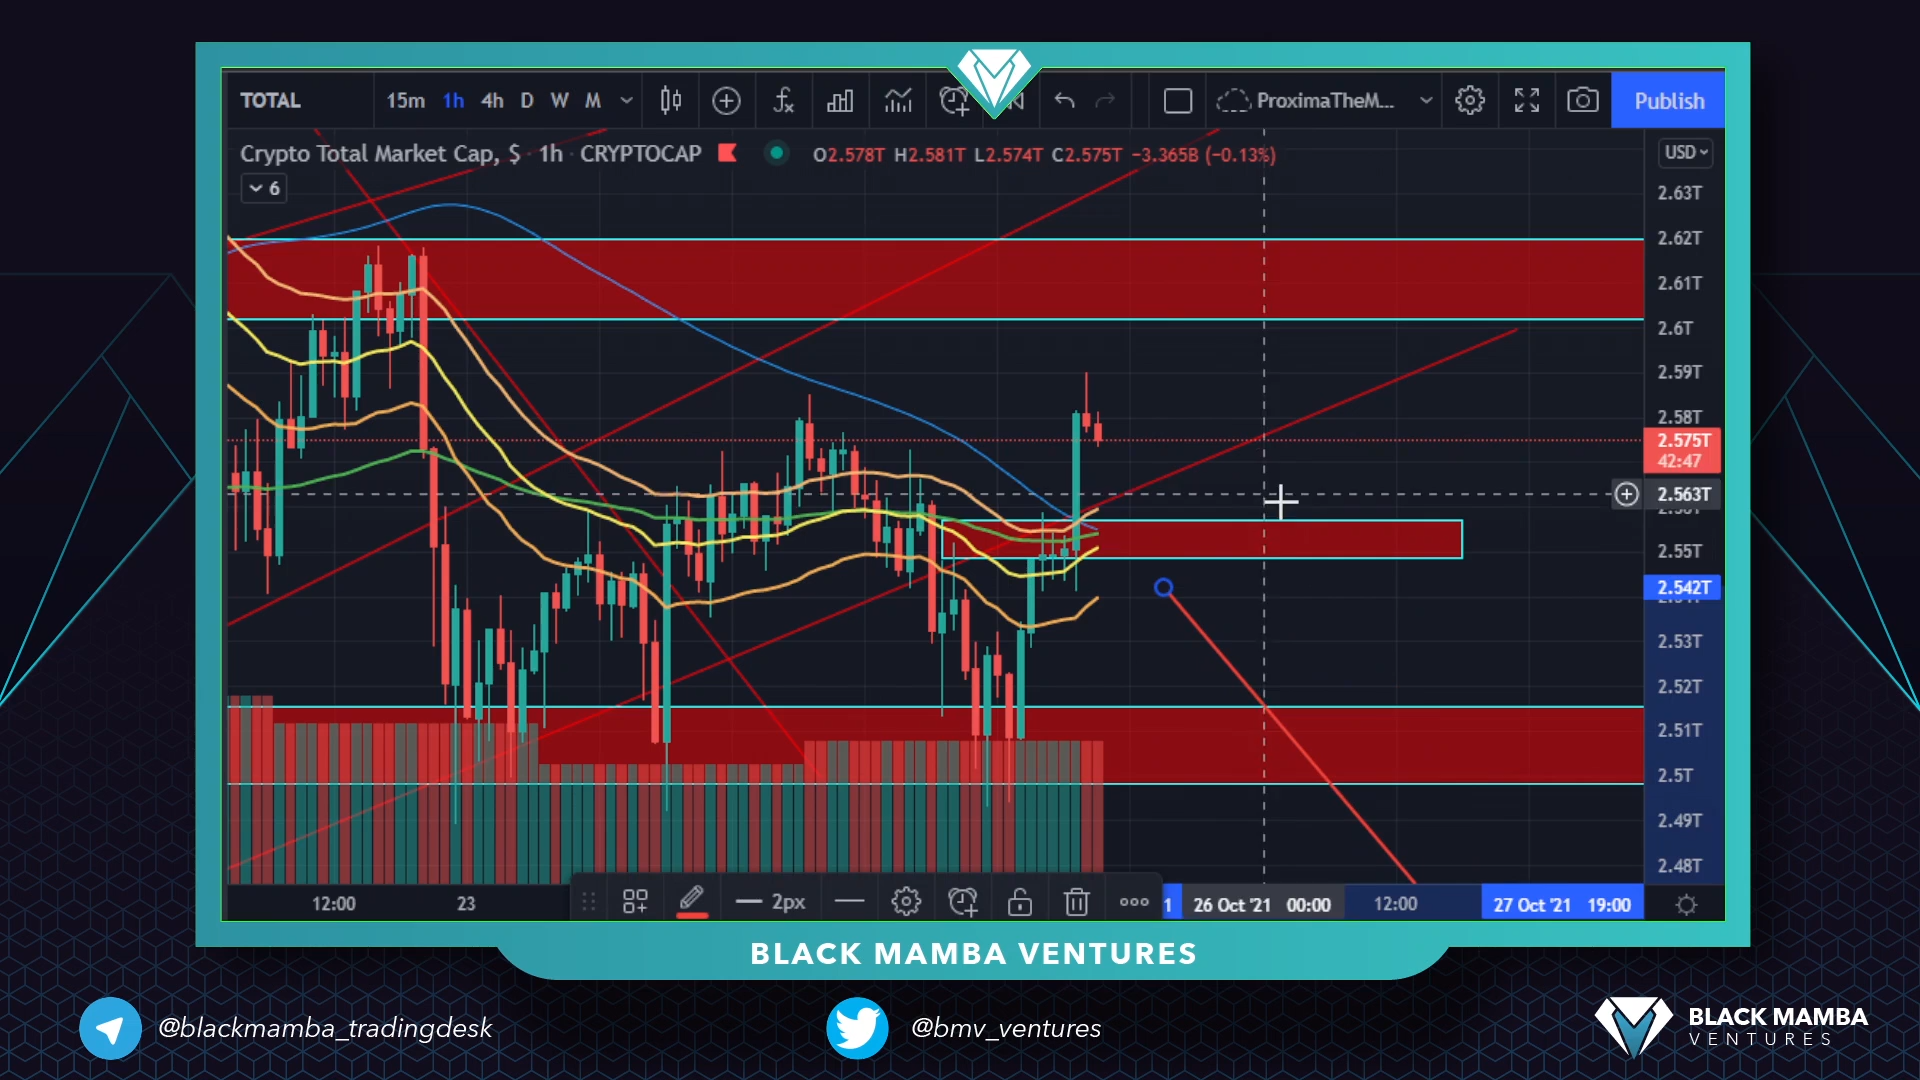 TOTAL
15m 1h 4h D W M
ProximaTheM...
Publish
Crypto Total Market Cap, $ · 1h · CRYPTOCAP
O2.578T H2.581T L2.574T C2.575T −3.365B (−0.13%)
6
USD
2.63T
2.62T
2.61T
2.6T
2.59T
2.58T
2.575T
42:47
2.563T
2.55T
2.542T
2.53T
2.52T
2.51T
2.5T
2.49T
2.48T
12:00 23
2px
1 26 Oct '21 00:00 12:00 27 Oct '21 19:00
BLACK MAMBA VENTURES
@blackmamba_tradingdesk
@bmv_ventures
BLACK MAMBA
VENTURES